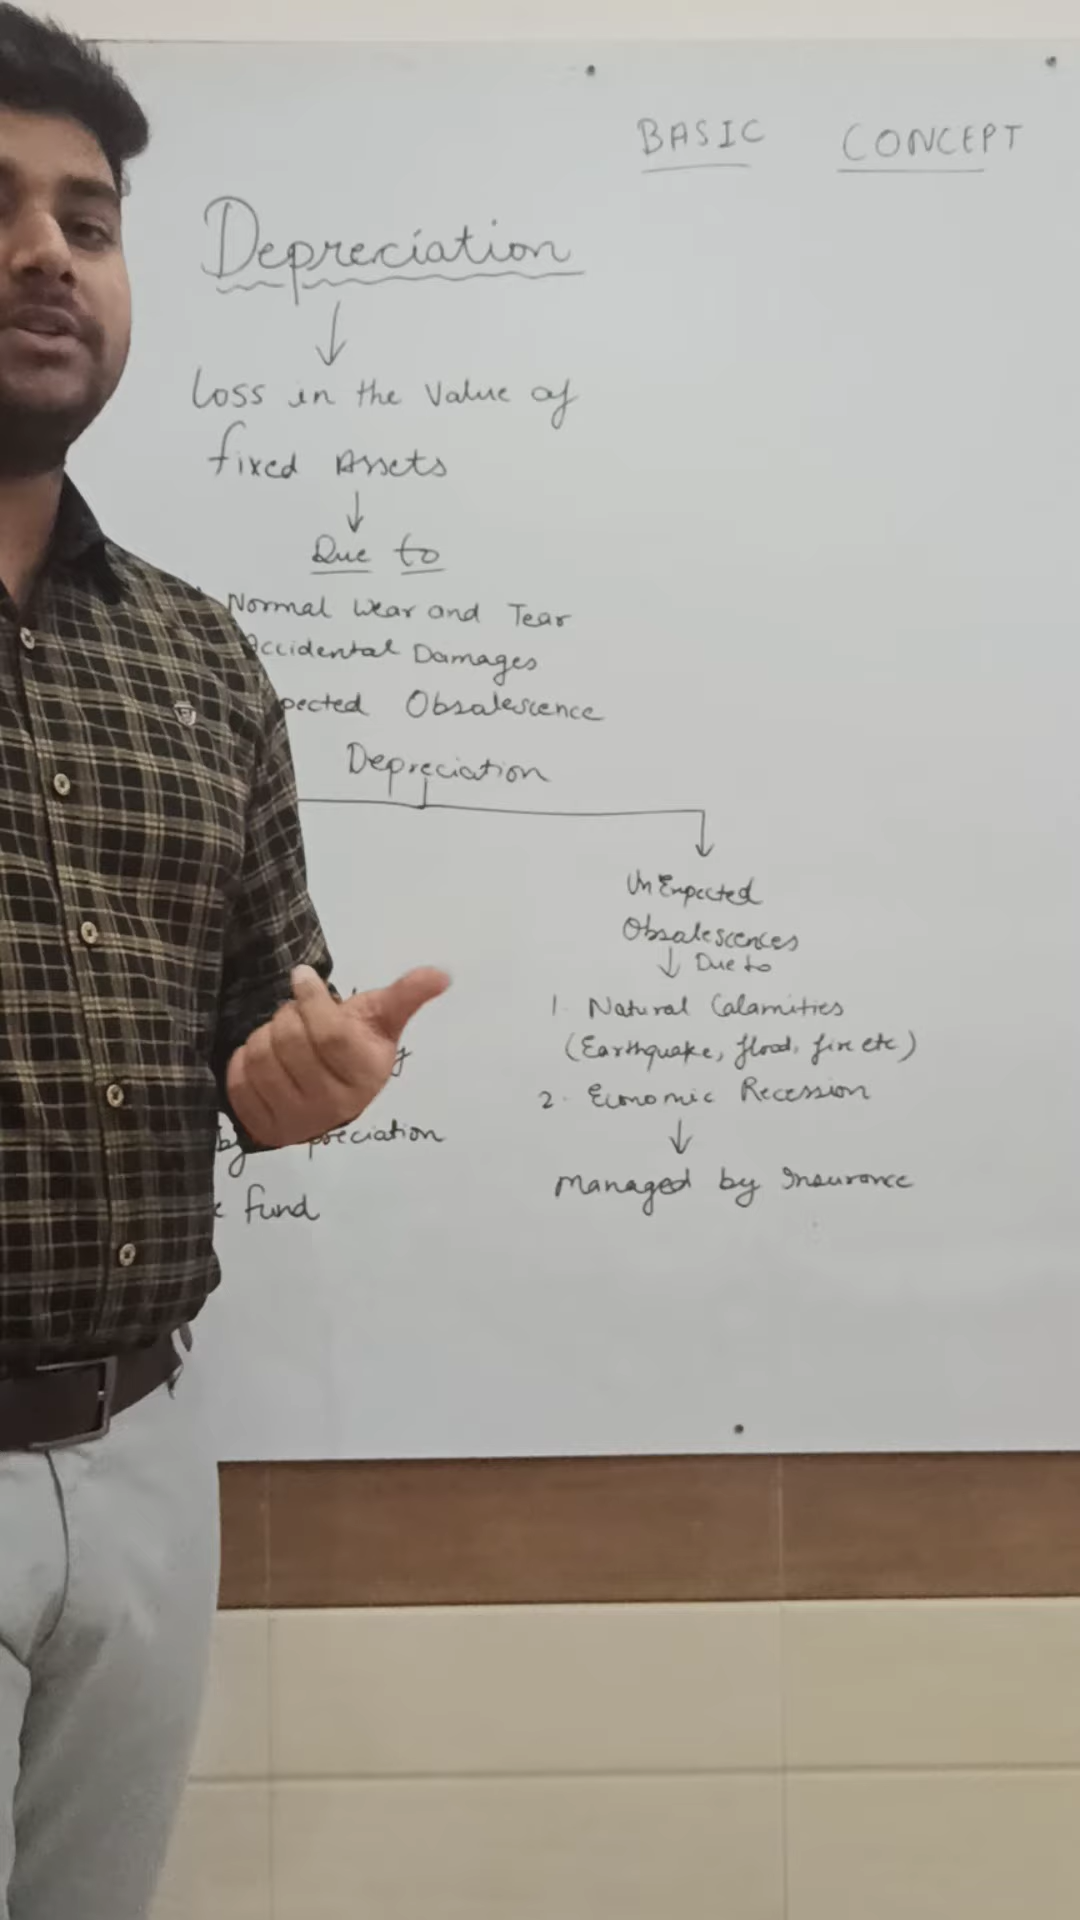 BASIC CONCEPT
Depreciation
Loss in the Value of
fixed Assets
Due to
Normal Wear and Tear
Accidental Damages
pected Obsalescence
Depreciation
UnExpected
Obsalescences
Due to
1. Natural Calamities
(Earthquake, flood, fire etc)
2. Economic Recession
Managed by Insurance
by preciation
fund